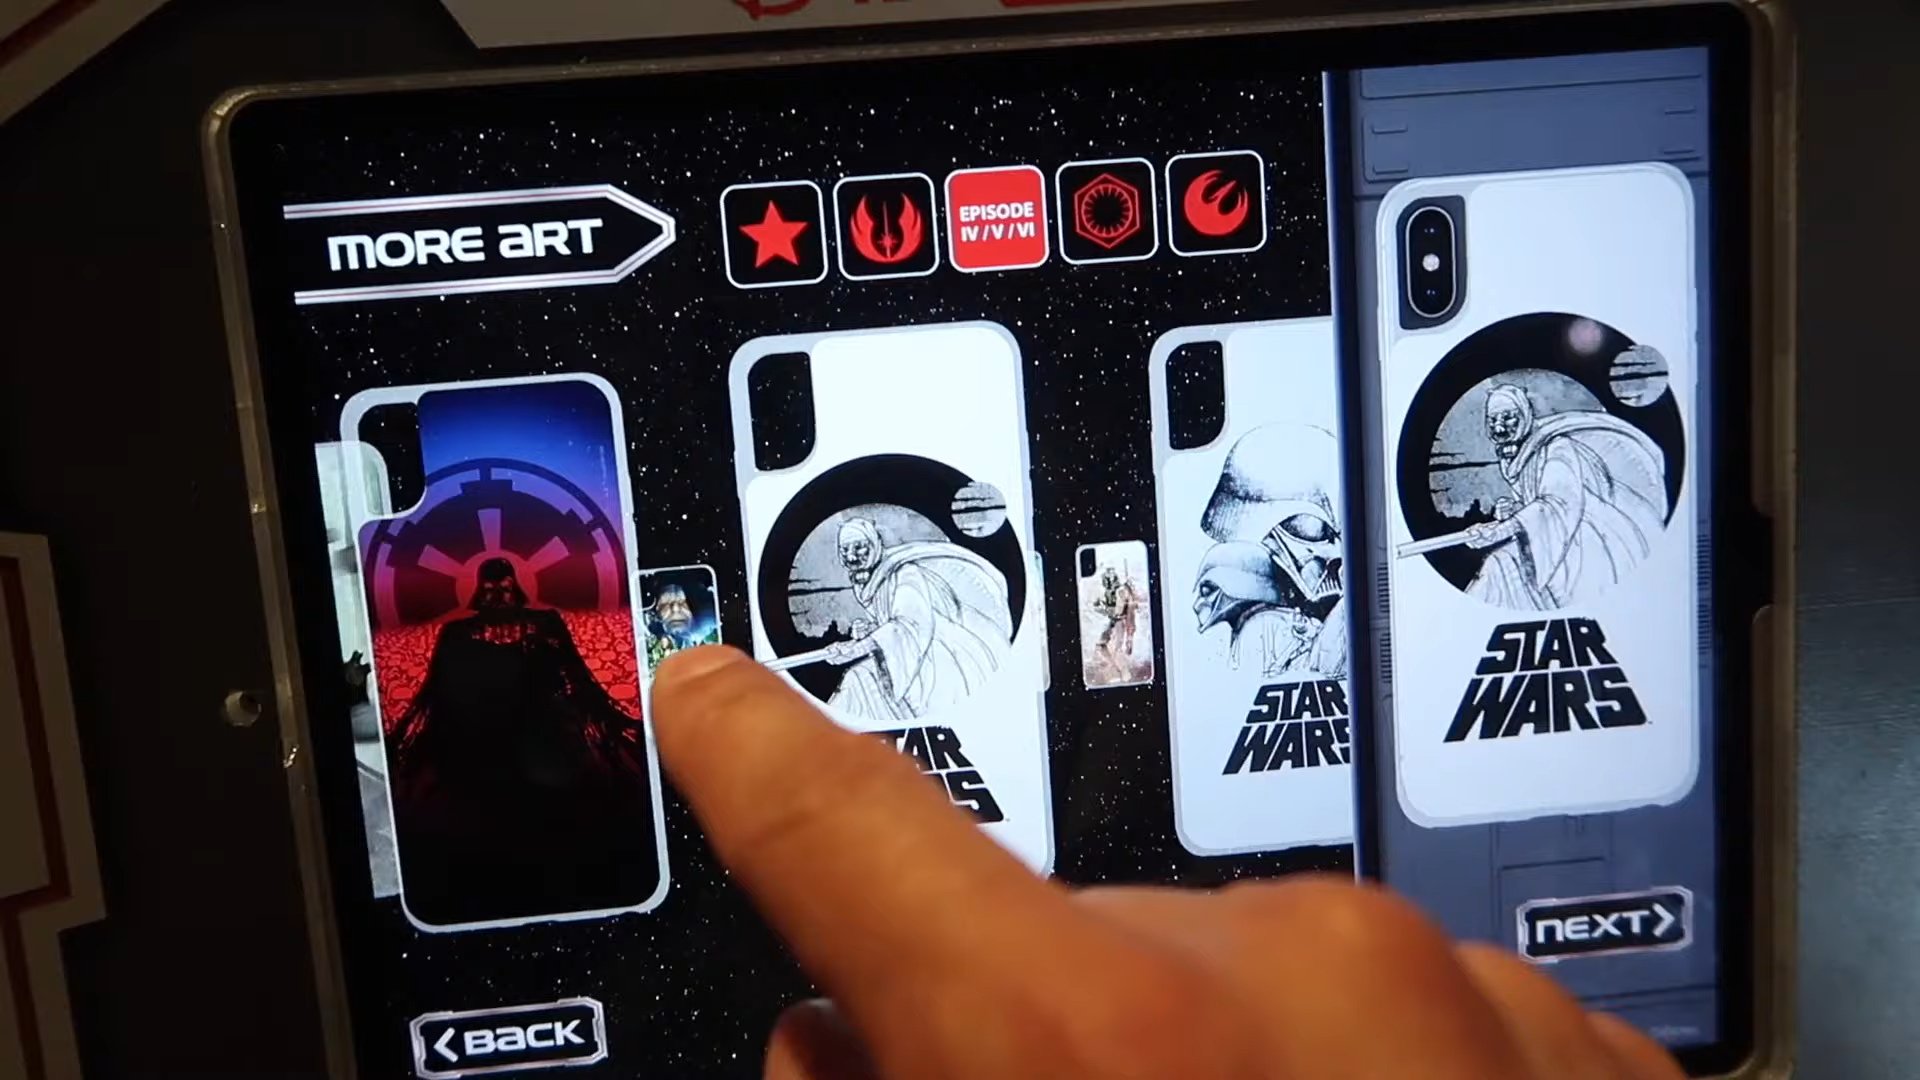 MORE ART
EPISODE
IV / V / VI
STAR
WARS
STAR
WARS
STAR
WARS
NEXT
BACK